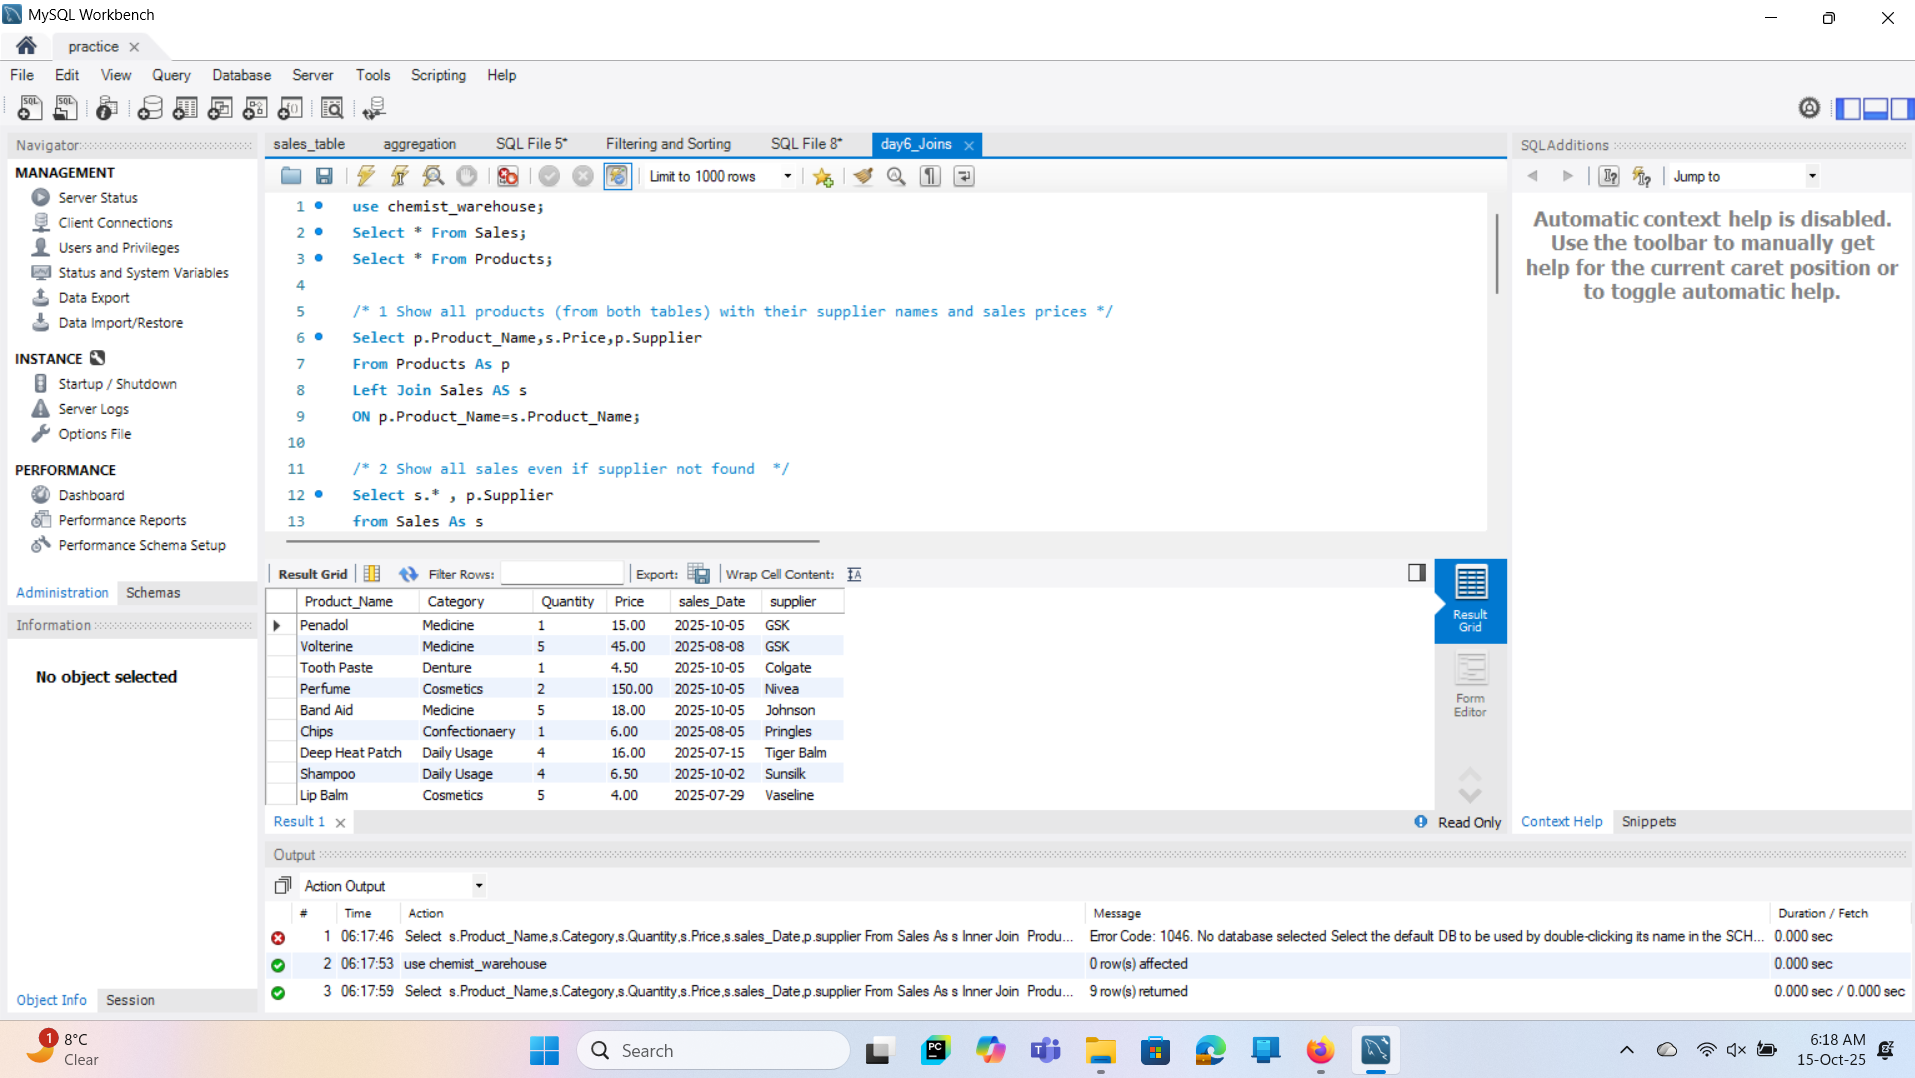 MySQL Workbench
practice
File Edit View Query Database Server Tools Scripting Help
Navigator
MANAGEMENT
Server Status
Client Connections
Users and Privileges
Status and System Variables
Data Export
Data Import/Restore
INSTANCE
Startup / Shutdown
Server Logs
Options File
PERFORMANCE
Dashboard
Performance Reports
Performance Schema Setup
Administration Schemas
Information
No object selected
Object Info Session
sales_table aggregation SQL File 5* Filtering and Sorting SQL File 8* day6_Joins
Limit to 1000 rows
1 use chemist_warehouse;
2 Select * From Sales;
3 Select * From Products;
4
5 /* 1 Show all products (from both tables) with their supplier names and sales prices */
6 Select p.Product_Name,s.Price,p.Supplier
7 From Products As p
8 Left Join Sales AS s
9 ON p.Product_Name=s.Product_Name;
10
11 /* 2 Show all sales even if supplier not found */
12 Select s.* , p.Supplier
13 from Sales As s
Result Grid Filter Rows: Export: Wrap Cell Content:
Product_Name Category Quantity Price sales_Date supplier
Penadol Medicine 1 15.00 2025-10-05 GSK
Volterine Medicine 5 45.00 2025-08-08 GSK
Tooth Paste Denture 1 4.50 2025-10-05 Colgate
Perfume Cosmetics 2 150.00 2025-10-05 Nivea
Band Aid Medicine 5 18.00 2025-10-05 Johnson
Chips Confectionaery 1 6.00 2025-08-05 Pringles
Deep Heat Patch Daily Usage 4 16.00 2025-07-15 Tiger Balm
Shampoo Daily Usage 4 6.50 2025-10-02 Sunsilk
Lip Balm Cosmetics 5 4.00 2025-07-29 Vaseline
Result
Grid
Form
Editor
Result 1
Read Only
SQLAdditions
Jump to
Automatic context help is disabled.
Use the toolbar to manually get
help for the current caret position or
to toggle automatic help.
Context Help Snippets
Output
Action Output
# Time Action Message Duration / Fetch
1 06:17:46 Select s.Product_Name,s.Category,s.Quantity,s.Price,s.sales_Date,p.supplier From Sales As s Inner Join Produ... Error Code: 1046. No database selected Select the default DB to be used by double-clicking its name in the SCH... 0.000 sec
2 06:17:53 use chemist_warehouse 0 row(s) affected 0.000 sec
3 06:17:59 Select s.Product_Name,s.Category,s.Quantity,s.Price,s.sales_Date,p.supplier From Sales As s Inner Join Produ... 9 row(s) returned 0.000 sec / 0.000 sec
1
8°C
Clear
Search
PC
6:18 AM
15-Oct-25